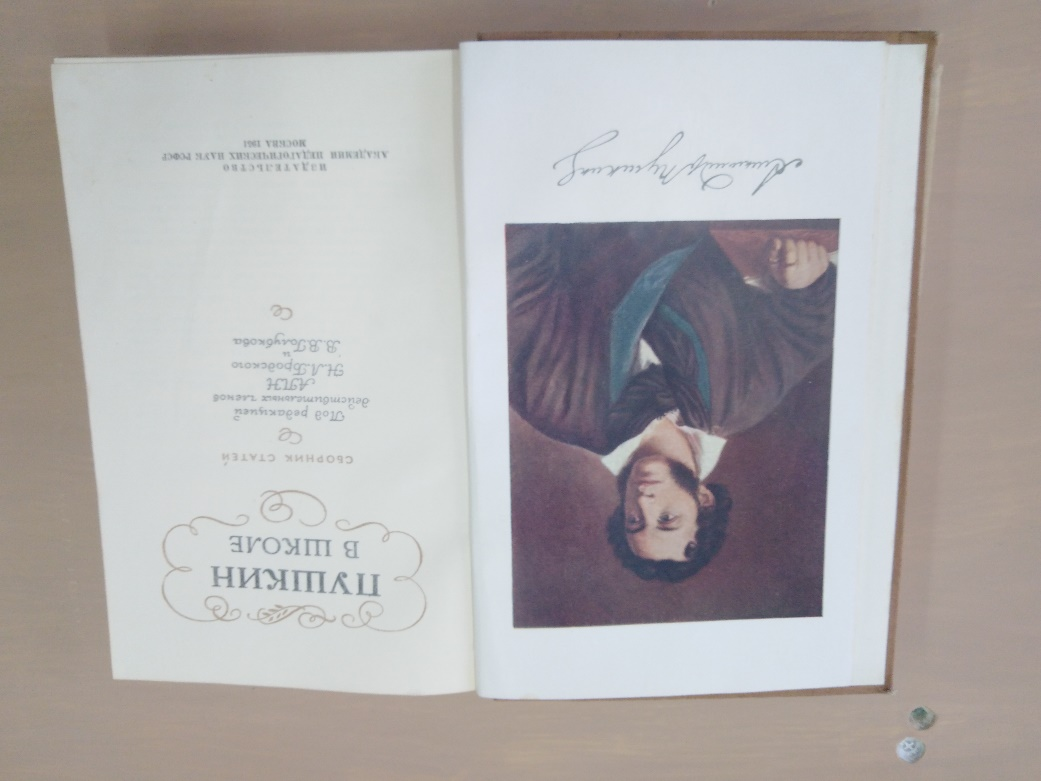 ПУШКИН
В ШКОЛЕ
СБОРНИК СТАТЕЙ
Под редакцией
действительных членов
АПН
Н.Л.Бродского
и
В.В.Голубкова
ИЗДАТЕЛЬСТВО
АКАДЕМИИ ПЕДАГОГИЧЕСКИХ НАУК РСФСР
МОСКВА 1951
Александр Пушкин